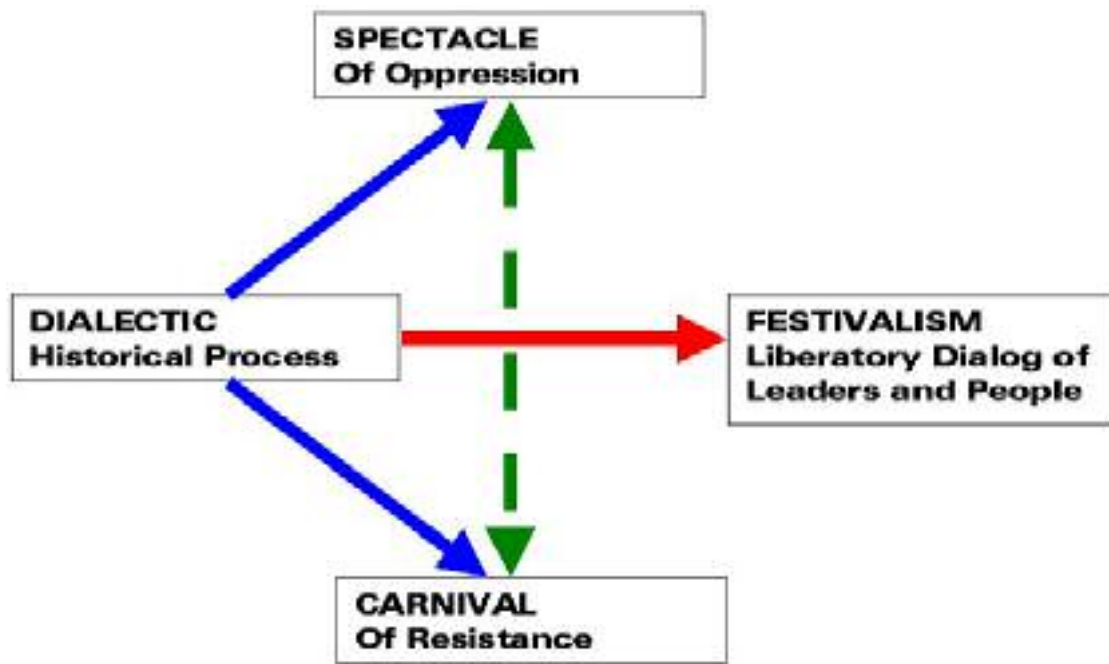 SPECTACLE
Of Oppression
DIALECTIC
Historical Process
FESTIVALISM
Liberatory Dialog of
Leaders and People
CARNIVAL
Of Resistance